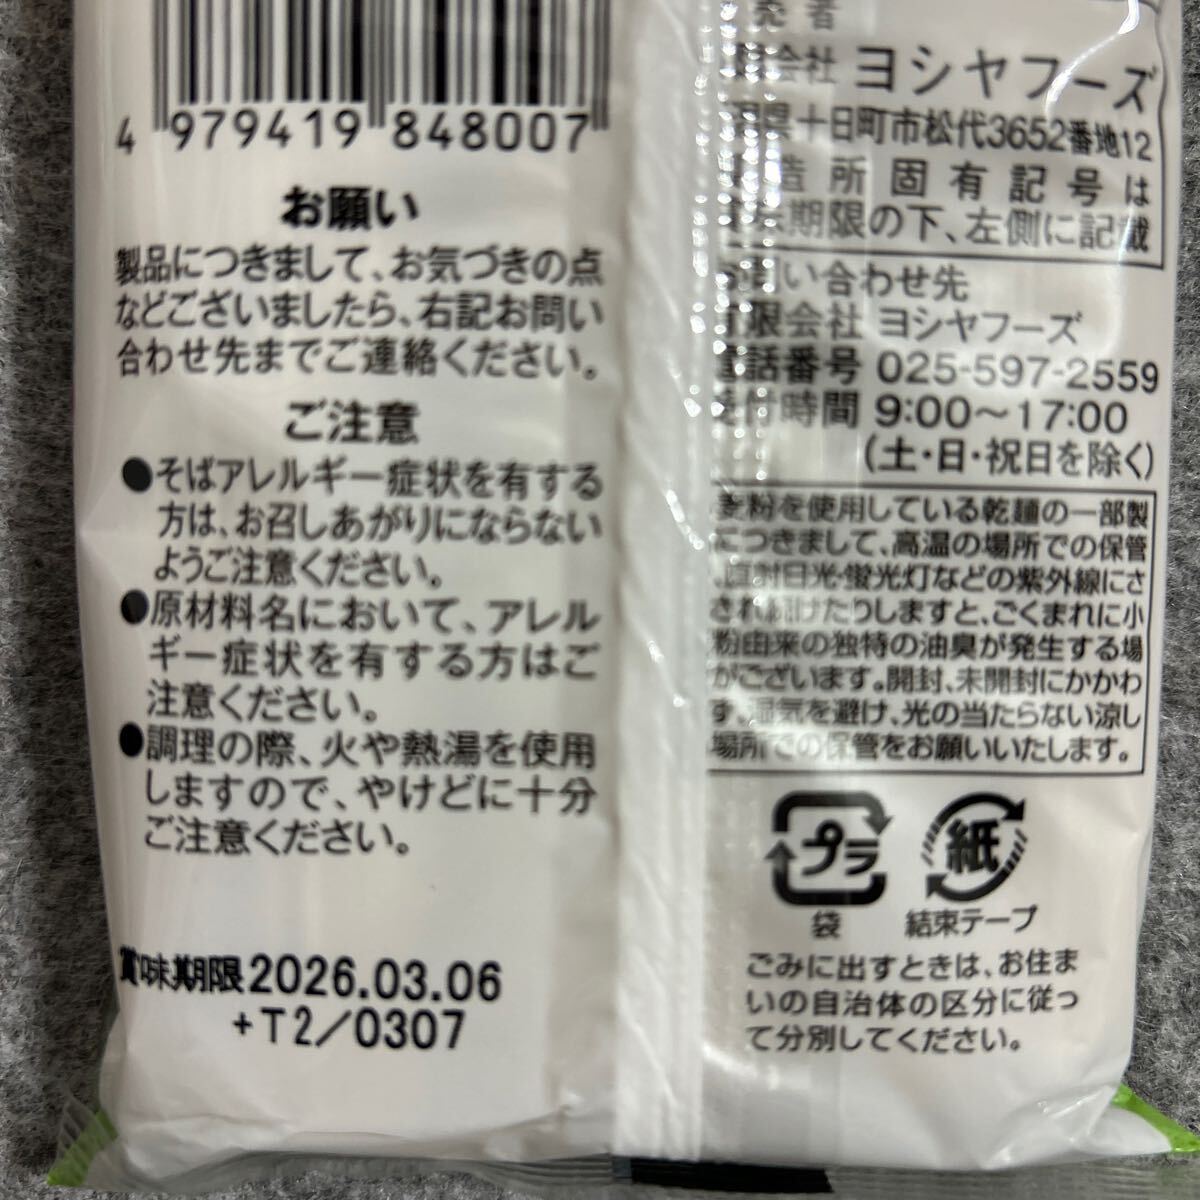 4 979419 848007
お願い
製品につきまして、お気づきの点
などございましたら、右記お問い
合わせ先までご連絡ください。
ご注意
●そばアレルギー症状を有する
方は、お召しあがりにならない
ようご注意ください。
●原材料名において、アレル
ギー症状を有する方はご
注意ください。
●調理の際、火や熱湯を使用
しますので、やけどに十分
ご注意ください。
賞味期限2026.03.06
+T2/0307
売者
会社 ヨシヤフーズ
県十日町市松代3652番地12
造所固有記号は
期限の下、左側に記載
い合わせ先
有限会社 ヨシヤフーズ
電話番号 025-597-2559
受付時間 9:00〜17:00
(土・日・祝日を除く)
麦粉を使用している乾麺の一部製
につきまして、高温の場所での保管
直射日光・蛍光灯などの紫外線にさ
され続けたりしますと、ごくまれに小
粉由来の独特の油臭が発生する場
がございます。開封、未開封にかかわ
ず、湿気を避け、光の当たらない涼し
場所での保管をお願いいたします。
プラ
袋
紙
結束テープ
ごみに出すときは、お住ま
いの自治体の区分に従っ
て分別してください。